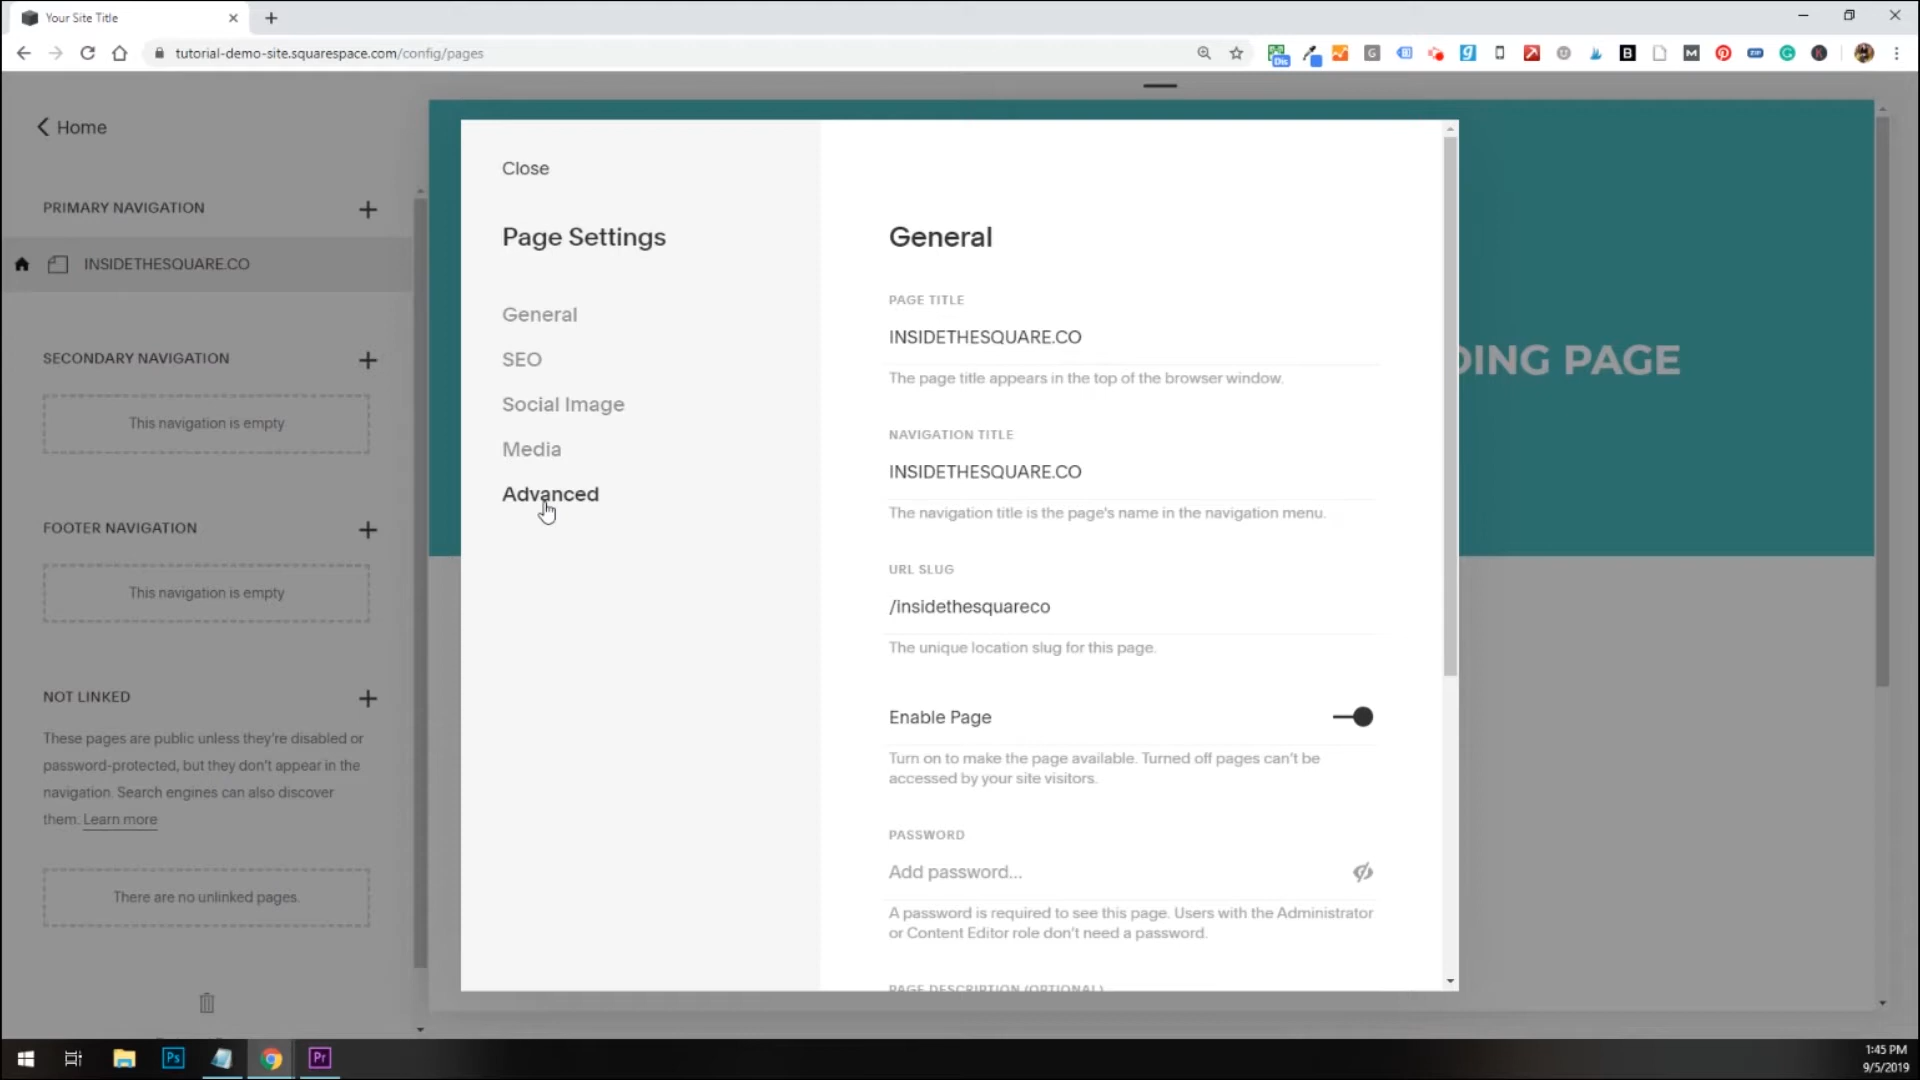 Your Site Title
tutorial-demo-site.squarespace.com/config/pages
Home
PRIMARY NAVIGATION
INSIDETHESQUARE.CO
SECONDARY NAVIGATION
This navigation is empty
FOOTER NAVIGATION
This navigation is empty
NOT LINKED
These pages are public unless they're disabled or
password-protected, but they don't appear in the
navigation. Search engines can also discover
them. Learn more
There are no unlinked pages.
Close
Page Settings
General
SEO
Social Image
Media
Advanced
General
PAGE TITLE
INSIDETHESQUARE.CO
The page title appears in the top of the browser window.
NAVIGATION TITLE
INSIDETHESQUARE.CO
The navigation title is the page's name in the navigation menu.
URL SLUG
/insidethesquareco
The unique location slug for this page.
Enable Page
Turn on to make the page available. Turned off pages can't be
accessed by your site visitors.
PASSWORD
Add password...
A password is required to see this page. Users with the Administrator
or Content Editor role don't need a password.
PAGE DESCRIPTION (OPTIONAL)
DING PAGE
Dis
Ps
Pr
1:45 PM
9/5/2019